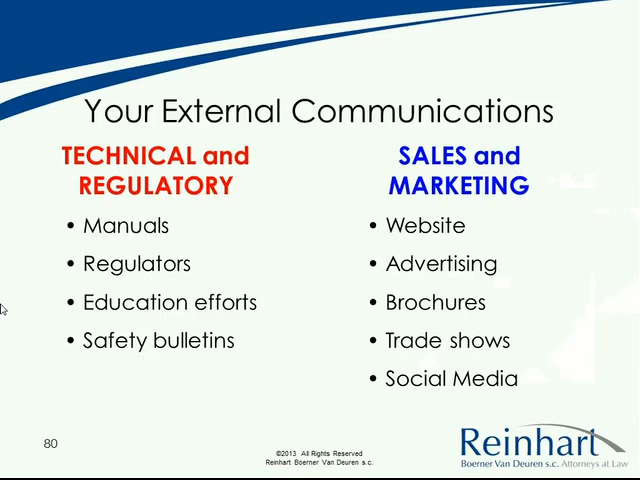 Your External Communications
TECHNICAL and
REGULATORY
• Manuals
• Regulators
• Education efforts
• Safety bulletins
SALES and
MARKETING
• Website
• Advertising
• Brochures
• Trade shows
• Social Media
80
©2013 All Rights Reserved
Reinhart Boerner Van Deuren s.c.
Reinhart
Boerner Van Deuren s.c. Attorneys at Law